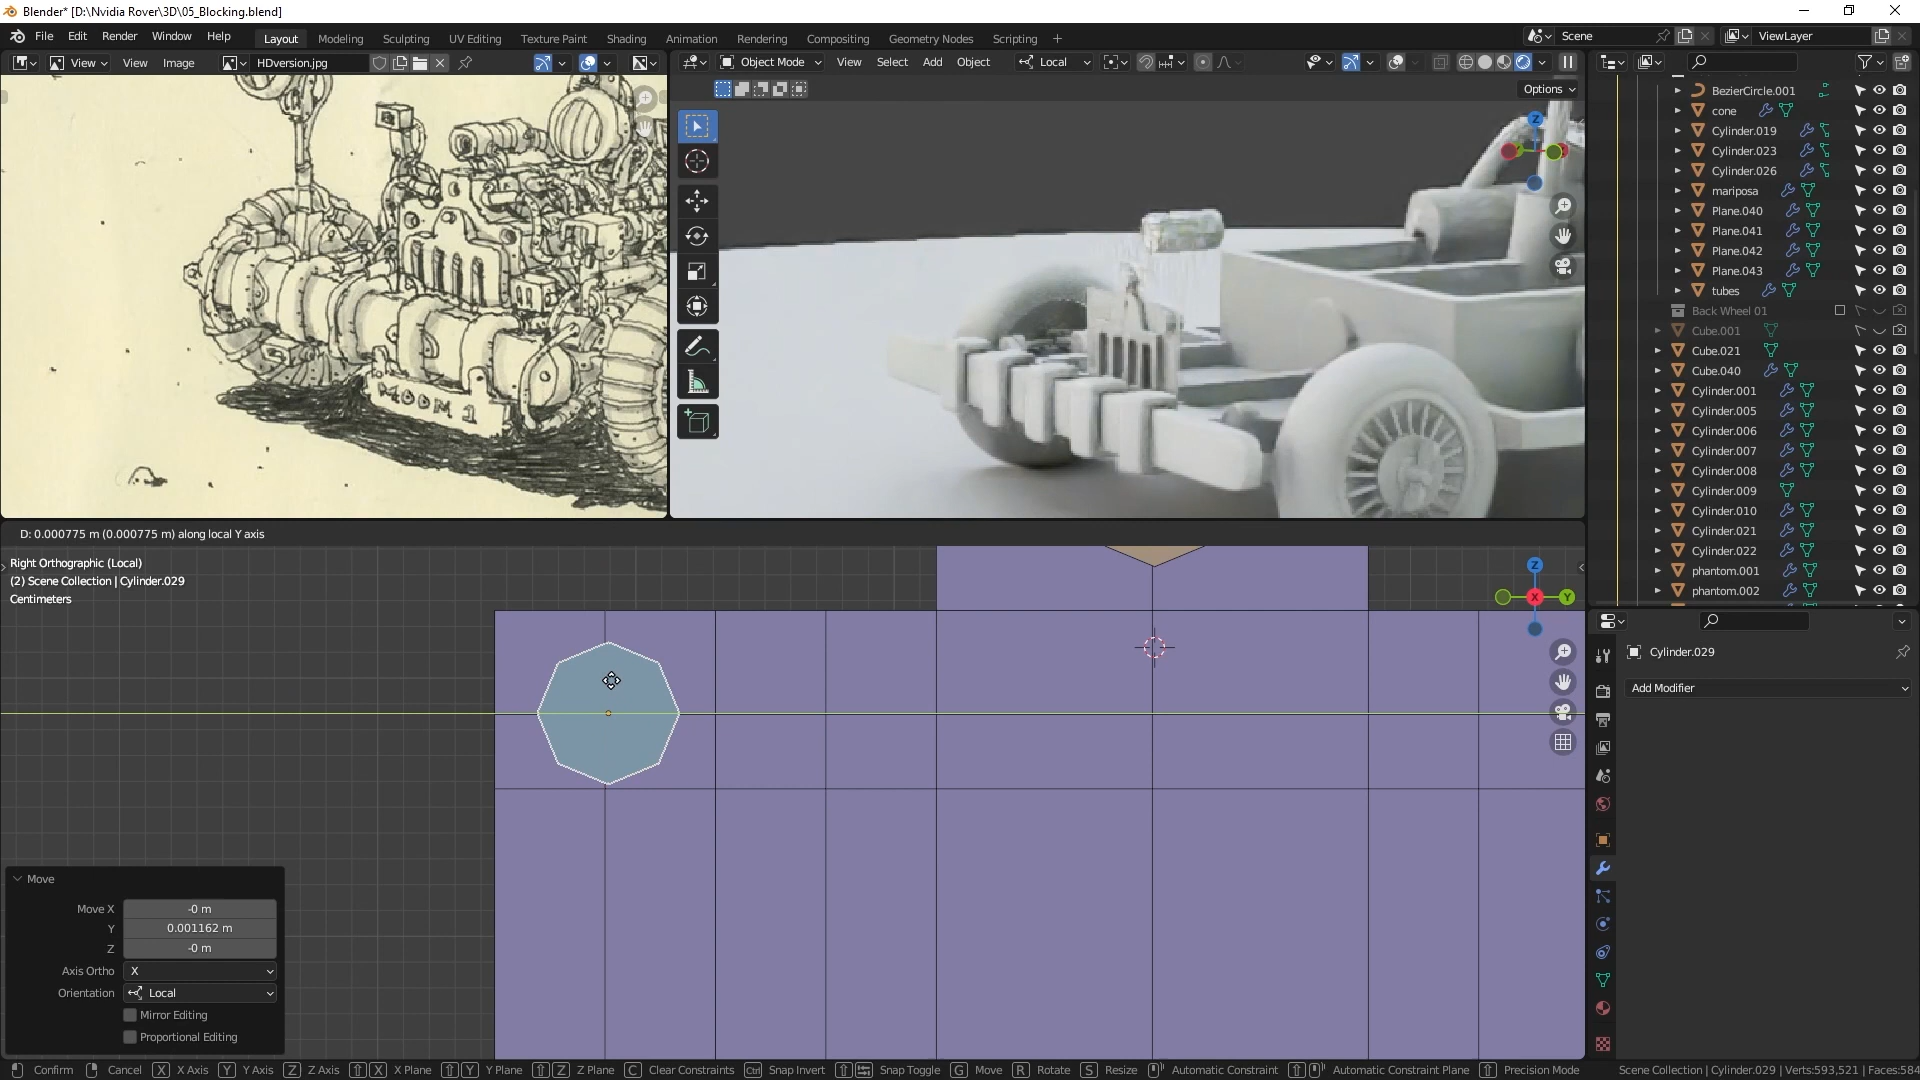 Blender* [D:\Nvidia Rover\3D\05_Blocking.blend]
File Edit Render Window Help Layout Modeling Sculpting UV Editing Texture Paint Shading Animation Rendering Compositing Geometry Nodes Scripting + Scene ViewLayer
View View Image HDversion.jpg Object Mode View Select Add Object Local
Options
BezierCircle.001
cone
Cylinder.019
Cylinder.023
Cylinder.026
mariposa
Plane.040
Plane.041
Plane.042
Plane.043
tubes
Back Wheel 01
Cube.001
Cube.021
Cube.040
Cylinder.001
Cylinder.005
Cylinder.006
Cylinder.007
Cylinder.008
Cylinder.009
Cylinder.010
Cylinder.021
Cylinder.022
phantom.001
phantom.002
Z
MOOM 1
D: 0.000775 m (0.000775 m) along local Y axis
Right Orthographic (Local)
(2) Scene Collection | Cylinder.029
Centimeters
Z
X
Y
Cylinder.029
Add Modifier
Move
Move X -0 m
Y 0.001162 m
Z -0 m
Axis Ortho X
Orientation Local
Mirror Editing
Proportional Editing
Confirm Cancel X X Axis Y Y Axis Z Z Axis X X Plane Y Y Plane Z Z Plane C Clear Constraints Ctrl Snap Invert Snap Toggle G Move R Rotate S Resize Automatic Constraint Automatic Constraint Plane Precision Mode Scene Collection | Cylinder.029 | Verts:593,521 | Faces:584